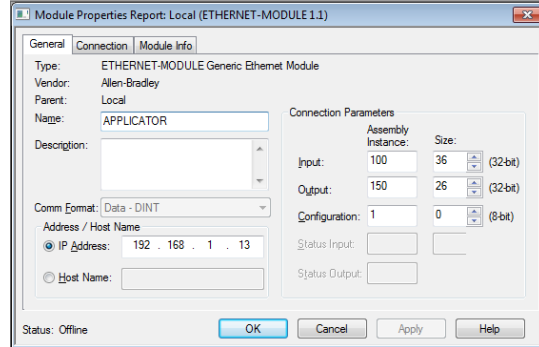 Module Properties Report: Local (ETHERNET-MODULE 1.1)
General Connection Module Info
Type: ETHERNET-MODULE Generic Ethernet Module
Vendor: Allen-Bradley
Parent: Local
Name: APPLICATOR
Description:
Comm Format: Data - DINT
Address / Host Name
IP Address: 192 . 168 . 1 . 13
Host Name:
Connection Parameters
Assembly Instance: Size:
Input: 100 36 (32-bit)
Output: 150 26 (32-bit)
Configuration: 1 0 (8-bit)
Status Input:
Status Output:
Status: Offline OK Cancel Apply Help